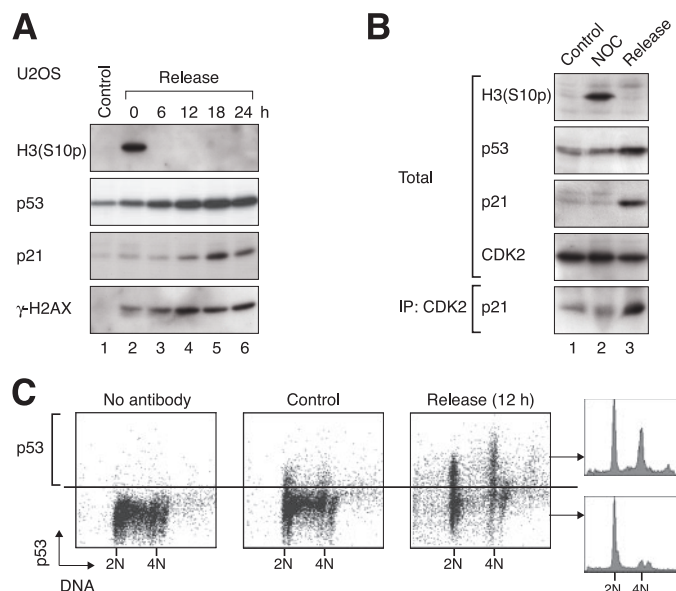 A
U2OS
Control
Release
0 6 12 18 24 h
H3(S10p)
p53
p21
γ-H2AX
1 2 3 4 5 6
B
Control
NOC
Release
Total
H3(S10p)
p53
p21
CDK2
IP: CDK2
p21
1 2 3
C
No antibody
Control
Release (12 h)
p53
p53
DNA
2N 4N
2N 4N
2N 4N
2N 4N